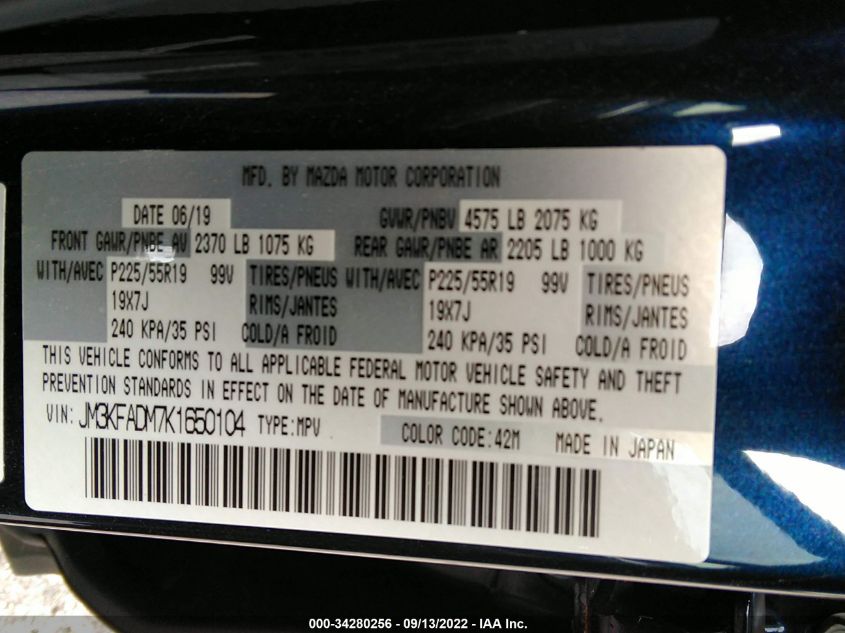 MFD. BY MAZDA MOTOR CORPORATION
DATE 06/19 GVWR/PNBV 4575 LB 2075 KG
FRONT GAWR/PNBE AV 2370 LB 1075 KG REAR GAWR/PNBE AR 2205 LB 1000 KG
WITH/AVEC P225/55R19 99V TIRES/PNEUS WITH/AVEC P225/55R19 99V TIRES/PNEUS
19X7J RIMS/JANTES 19X7J RIMS/JANTES
240 KPA/35 PSI COLD/A FROID 240 KPA/35 PSI COLD/A FROID
THIS VEHICLE CONFORMS TO ALL APPLICABLE FEDERAL MOTOR VEHICLE SAFETY AND THEFT
PREVENTION STANDARDS IN EFFECT ON THE DATE OF MANUFACTURE SHOWN ABOVE.
VIN: JM3KFADM7K1650104 TYPE:MPV COLOR CODE:42M MADE IN JAPAN
000-34280256 - 09/13/2022 - IAA Inc.